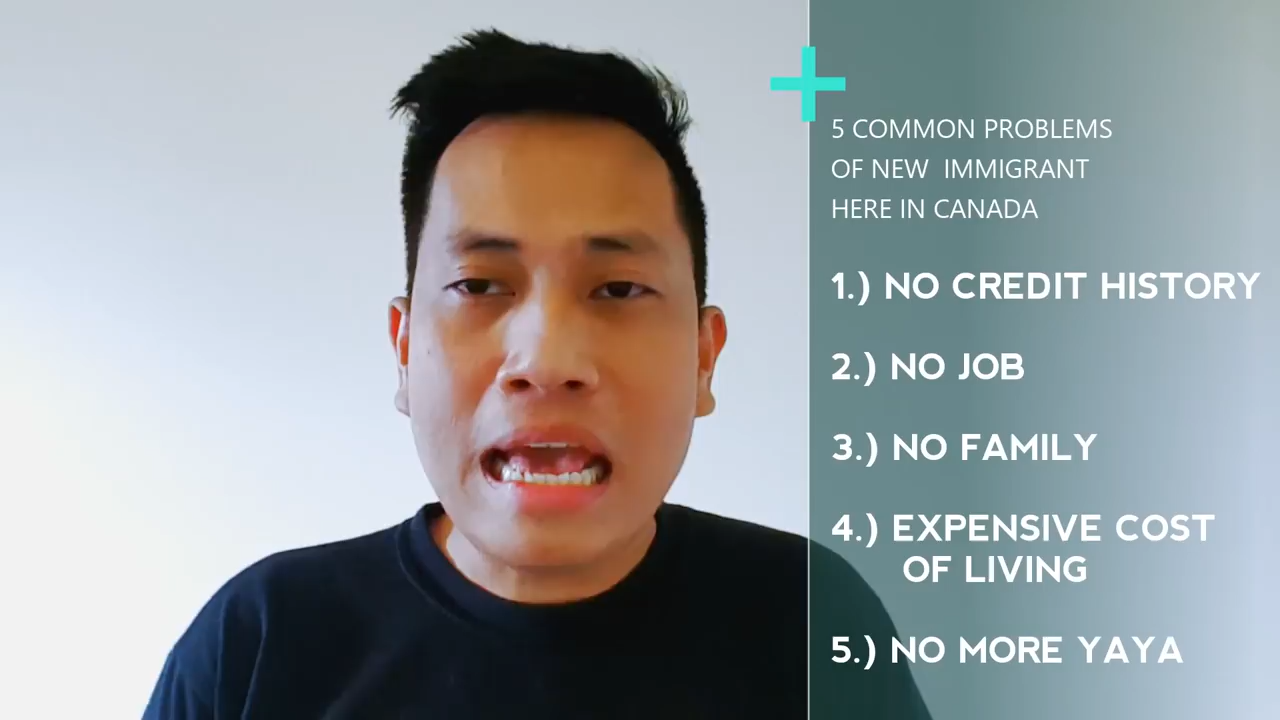 5 COMMON PROBLEMS
OF NEW  IMMIGRANT
HERE IN CANADA
1.) NO CREDIT HISTORY
2.) NO JOB
3.) NO FAMILY
4.) EXPENSIVE COST
OF LIVING
5.) NO MORE YAYA